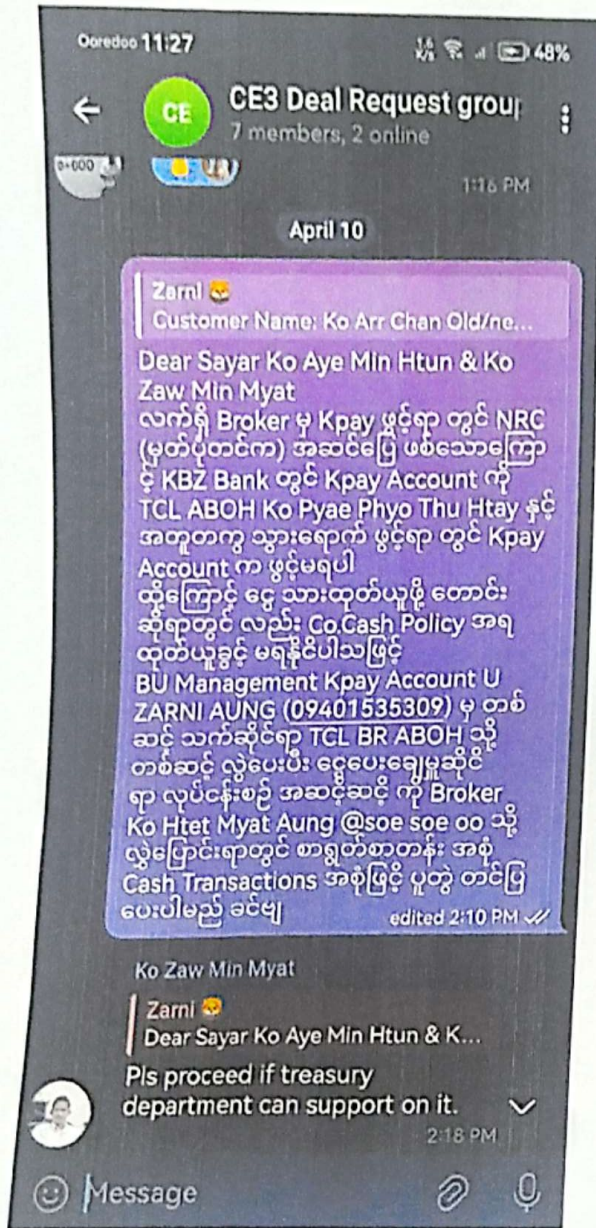 Ooredoo 11:27
1.6 K/s 48%
CE CE3 Deal Request group
7 members, 2 online
0+000
1:16 PM
April 10
Zarni
Customer Name: Ko Arr Chan Old/ne...
Dear Sayar Ko Aye Min Htun & Ko
Zaw Min Myat
လက်ရှိ Broker မှ Kpay ဖွင့်ရာ တွင် NRC
(မှတ်ပုံတင်က) အဆင်ပြေ ဖစ်သောကြော
င့် KBZ Bank တွင် Kpay Account ကို
TCL ABOH Ko Pyae Phyo Thu Htay နှင့်
အတူတကွ သွားရောက် ဖွင့်ရာ တွင် Kpay
Account က ဖွင့်မရပါ
ထို့ကြောင့် ငွေ သားထုတ်ယူဖို့ တောင်း
ဆိုရာတွင် လည်း Co.Cash Policy အရ
ထုတ်ယူခွင့် မရနိုင်ပါသဖြင့်
BU Management Kpay Account U
ZARNI AUNG (09401535309) မှ တစ်
ဆင့် သက်ဆိုင်ရာ TCL BR ABOH သို့
တစ်ဆင့် လွှဲပေးပီး ငွေပေးချေမှူဆိုင်
ရာ လုပ်ငန်းစဉ် အဆင့်ဆင့် ကို Broker
Ko Htet Myat Aung @soe soe oo သို့
လွှဲပြောင်းရာတွင် စာရွတ်စာတန်း အစုံ
Cash Transactions အစုံဖြင့် ပူတွဲ တင်ပြ
ပေးပါမည် ခင်ဗျ
edited 2:10 PM
Ko Zaw Min Myat
Zarni
Dear Sayar Ko Aye Min Htun & K...
Pls proceed if treasury
department can support on it.
2:18 PM
Message